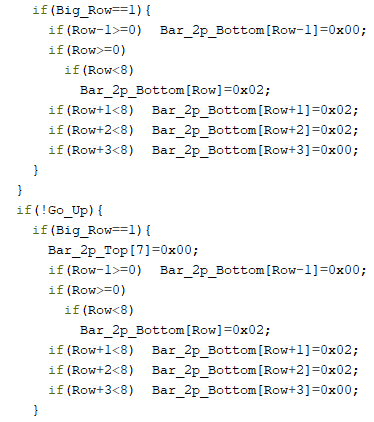 if(Big_Row==1){
if(Row-1>=0)  Bar_2p_Bottom[Row-1]=0x00;
if(Row>=0)
if(Row<8)
Bar_2p_Bottom[Row]=0x02;
if(Row+1<8)  Bar_2p_Bottom[Row+1]=0x02;
if(Row+2<8)  Bar_2p_Bottom[Row+2]=0x02;
if(Row+3<8)  Bar_2p_Bottom[Row+3]=0x00;
}
}
if(!Go_Up){
if(Big_Row==1){
Bar_2p_Top[7]=0x00;
if(Row-1>=0)  Bar_2p_Bottom[Row-1]=0x00;
if(Row>=0)
if(Row<8)
Bar_2p_Bottom[Row]=0x02;
if(Row+1<8)  Bar_2p_Bottom[Row+1]=0x02;
if(Row+2<8)  Bar_2p_Bottom[Row+2]=0x02;
if(Row+3<8)  Bar_2p_Bottom[Row+3]=0x00;
}